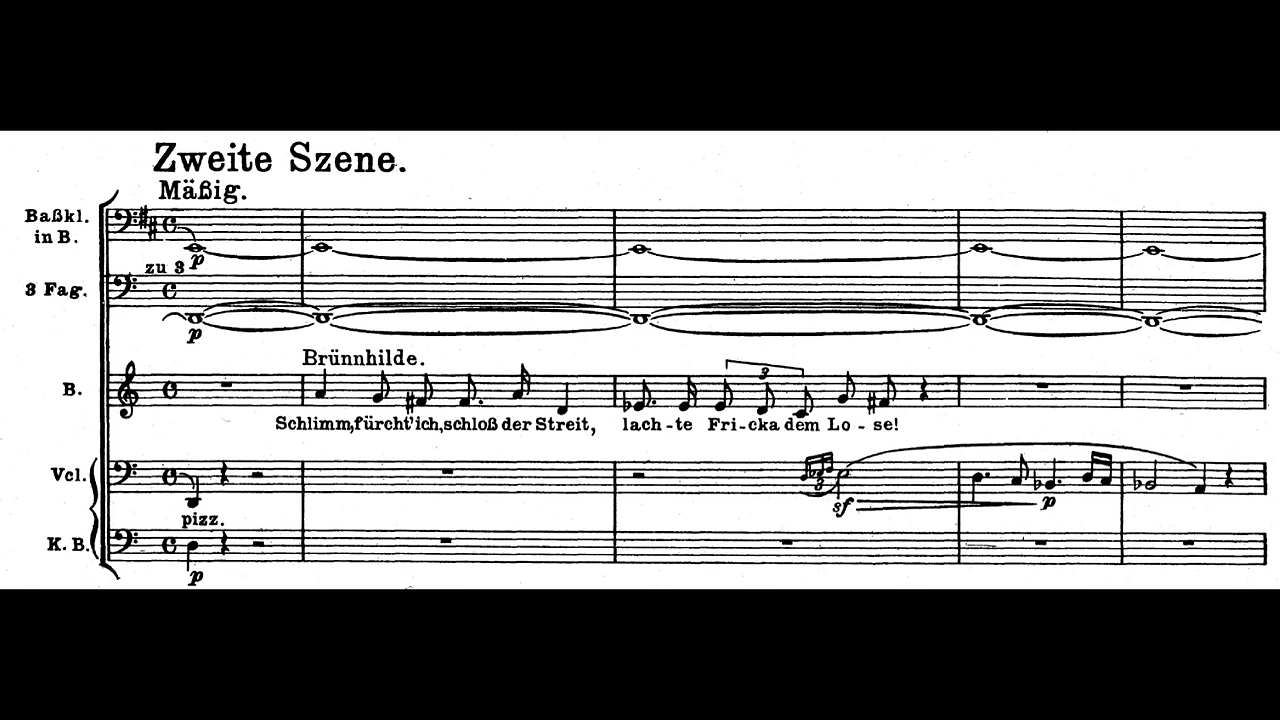 Zweite Szene.
Mäßig.
Baßkl.
in B.
p
zu 3
3 Fag.
p
Brünnhilde.
B.
3
Schlimm, fürcht' ich, schloß der Streit, lach-te Fri-cka dem Lo-se!
Vcl.
3
sf
p
pizz.
K. B.
p